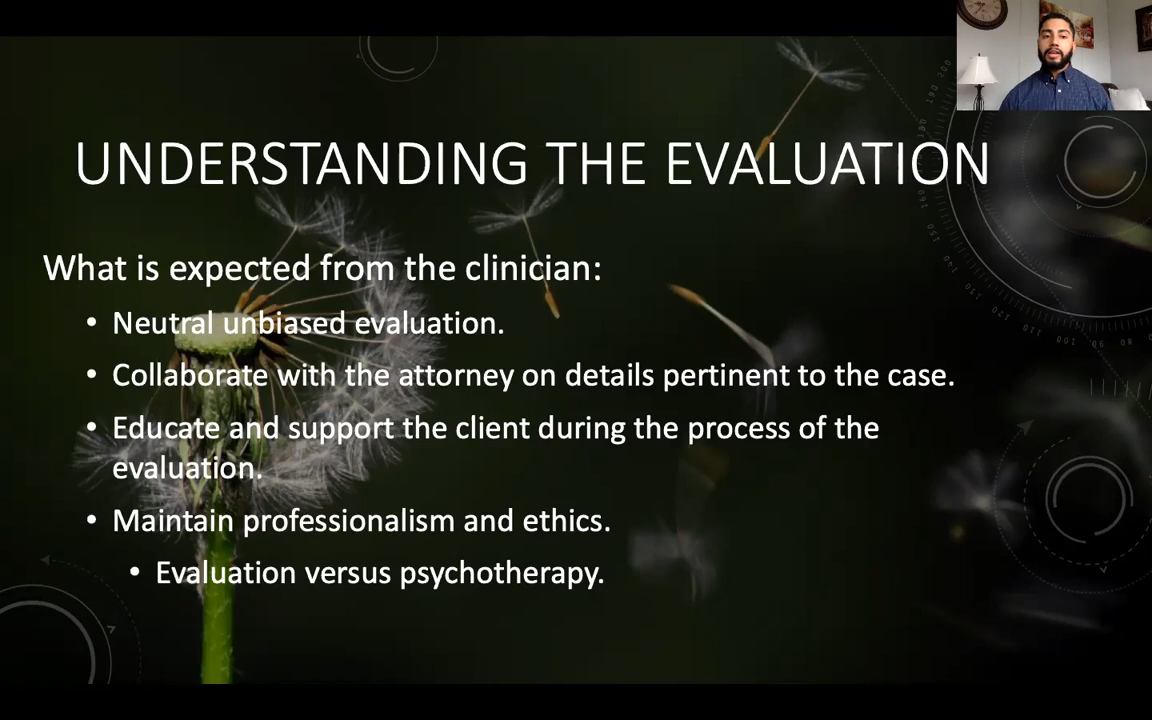 UNDERSTANDING THE EVALUATION
What is expected from the clinician:
• Neutral unbiased evaluation.
• Collaborate with the attorney on details pertinent to the case.
• Educate and support the client during the process of the
evaluation.
• Maintain professionalism and ethics.
• Evaluation versus psychotherapy.